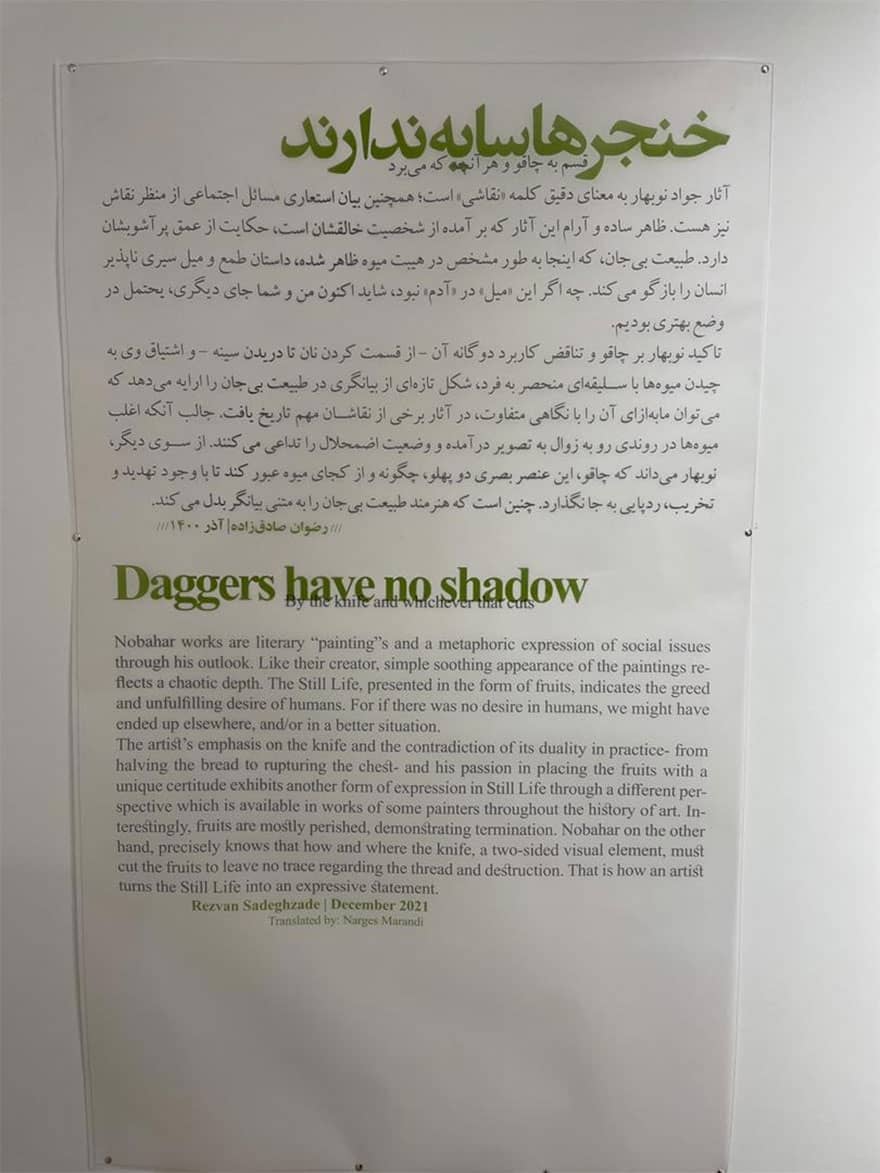 خنجرها سایه ندارند
قسم به چاقو و هر آنچه که می‌برد
آثار جواد نوبهار به معنای دقیق کلمه «نقاشی» است؛ همچنین بیان استعاری مسائل اجتماعی از منظر نقاش
نیز هست. ظاهر ساده و آرام این آثار که بر آمده از شخصیت خالقشان است، حکایت از عمق پر آشوبشان
دارد. طبیعت بی‌جان، که اینجا به طور مشخص در هیبت میوه ظاهر شده، داستان طمع و میل سیری ناپذیر
انسان را بازگو می‌کند. چه اگر این «میل» در «آدم» نبود، شاید اکنون من و شما جای دیگری، یحتمل در
وضع بهتری بودیم.
تاکید نوبهار بر چاقو و تناقض کاربرد دوگانه آن - از قسمت کردن نان تا دریدن سینه - و اشتیاق وی به
چیدن میوه‌ها با سلیقه‌ای منحصر به فرد، شکل تازه‌ای از بیانگری در طبیعت بی‌جان را ارایه می‌دهد که
می‌توان مابه‌ازای آن را با نگاهی متفاوت، در آثار برخی از نقاشان مهم تاریخ یافت. جالب آنکه اغلب
میوه‌ها در روندی رو به زوال به تصویر در آمده و وضعیت اضمحلال را تداعی می‌کنند. از سوی دیگر،
نوبهار می‌داند که چاقو، این عنصر بصری دو پهلو، چگونه و از کجای میوه عبور کند تا با وجود تهدید و
تخریب، ردپایی به جا نگذارد. چنین است که هنرمند طبیعت بی‌جان را به متنی بیانگر بدل می‌کند.
/// رضوان صادق‌زاده | آذر ۱۴۰۰ ///
Daggers have no shadow
By the knife and whichever that cuts
Nobahar works are literary “painting”s and a metaphoric expression of social issues
through his outlook. Like their creator, simple soothing appearance of the paintings re-
flects a chaotic depth. The Still Life, presented in the form of fruits, indicates the greed
and unfulfilling desire of humans. For if there was no desire in humans, we might have
ended up elsewhere, and/or in a better situation.
The artist’s emphasis on the knife and the contradiction of its duality in practice- from
halving the bread to rupturing the chest- and his passion in placing the fruits with a
unique certitude exhibits another form of expression in Still Life through a different per-
spective which is available in works of some painters throughout the history of art. In-
terestingly, fruits are mostly perished, demonstrating termination. Nobahar on the other
hand, precisely knows that how and where the knife, a two-sided visual element, must
cut the fruits to leave no trace regarding the thread and destruction. That is how an artist
turns the Still Life into an expressive statement.
Rezvan Sadeghzade | December 2021
Translated by: Narges Marandi